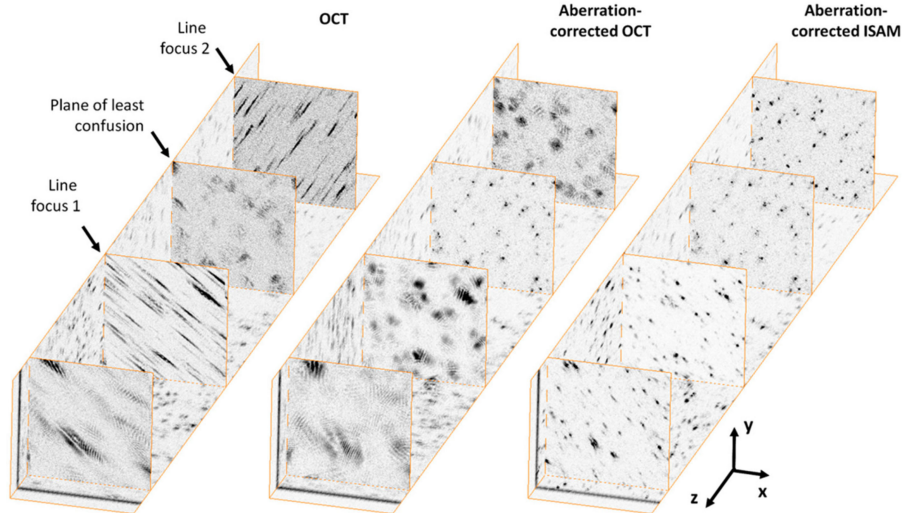 OCT
Aberration-
corrected OCT
Aberration-
corrected ISAM
Line
focus 2
Plane of least
confusion
Line
focus 1
y
x
z